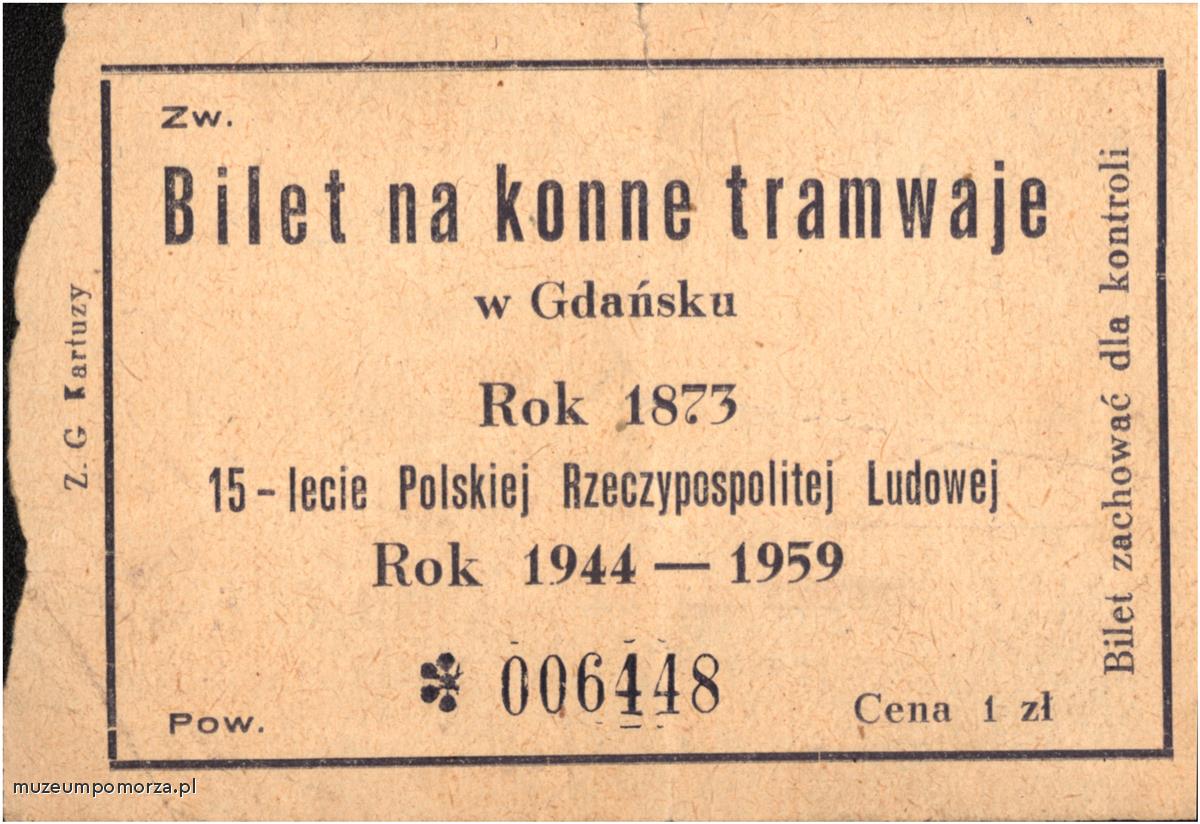 Zw.
Bilet na konne tramwaje
w Gdańsku
Rok 1873
15-lecie Polskiej Rzeczypospolitej Ludowej
Rok 1944 — 1959
✽ 006448
Pow.
Cena 1 zł
Bilet zachować dla kontroli
Z. G Kartuzy
muzeumpomorza.pl